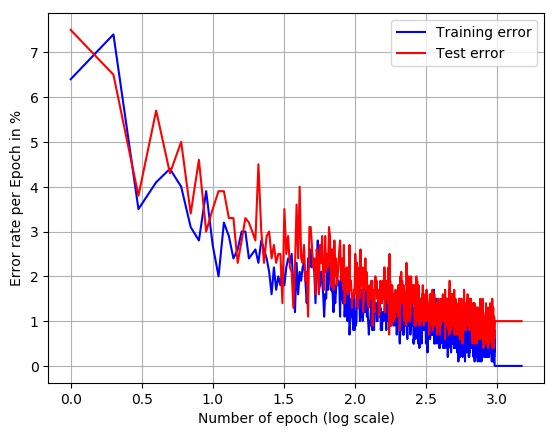 Training error
Test error
7
6
5
4
3
2
1
0
Error rate per Epoch in %
0.0 0.5 1.0 1.5 2.0 2.5 3.0
Number of epoch (log scale)